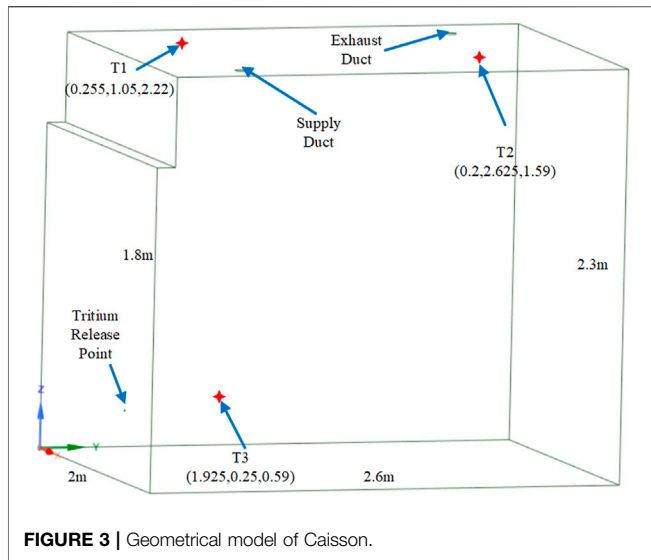 Exhaust
Duct
T1
(0.255,1.05,2.22)
Supply
Duct
T2
(0.2,2.625,1.59)
1.8m
2.3m
Tritium
Release
Point
Z
Y
T3
(1.925,0.25,0.59)
2m
2.6m
FIGURE 3 | Geometrical model of Caisson.